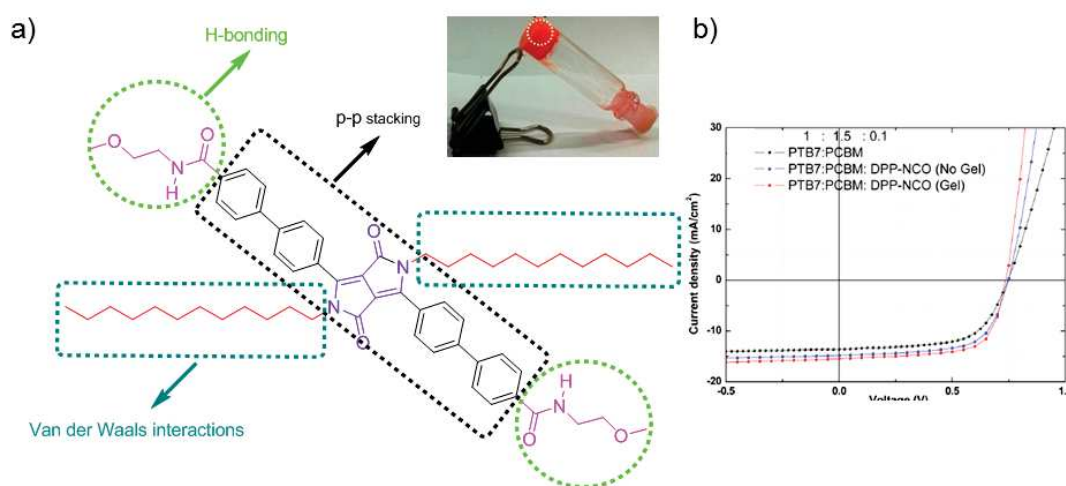 a)
H-bonding
p-p stacking
O
O
N
H
O
N
N
O
Van der Waals interactions
H
N
O
O
b)
30
20
10
0
-10
-20
Current density (mA/cm²)
1 : 1.5 : 0.1
PTB7:PCBM
PTB7:PCBM: DPP-NCO (No Gel)
PTB7:PCBM: DPP-NCO (Gel)
-0.5
0.0
0.5
1.
Voltage (V)